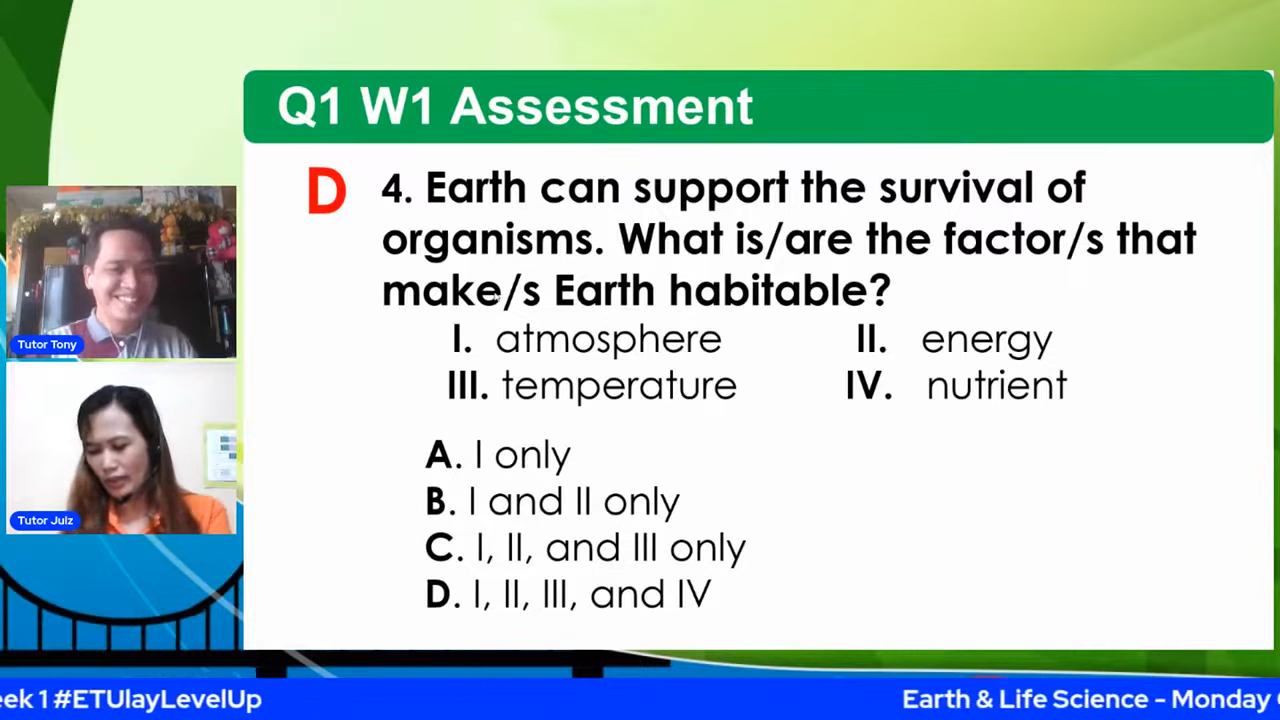 Q1 W1 Assessment
D
4. Earth can support the survival of
organisms. What is/are the factor/s that
make/s Earth habitable?
I. atmosphere
II. energy
III. temperature
IV. nutrient
A. I only
B. I and II only
C. I, II, and III only
D. I, II, III, and IV
Tutor Tony
Tutor Julz
eek 1 #ETUlayLevelUp
Earth & Life Science - Monday